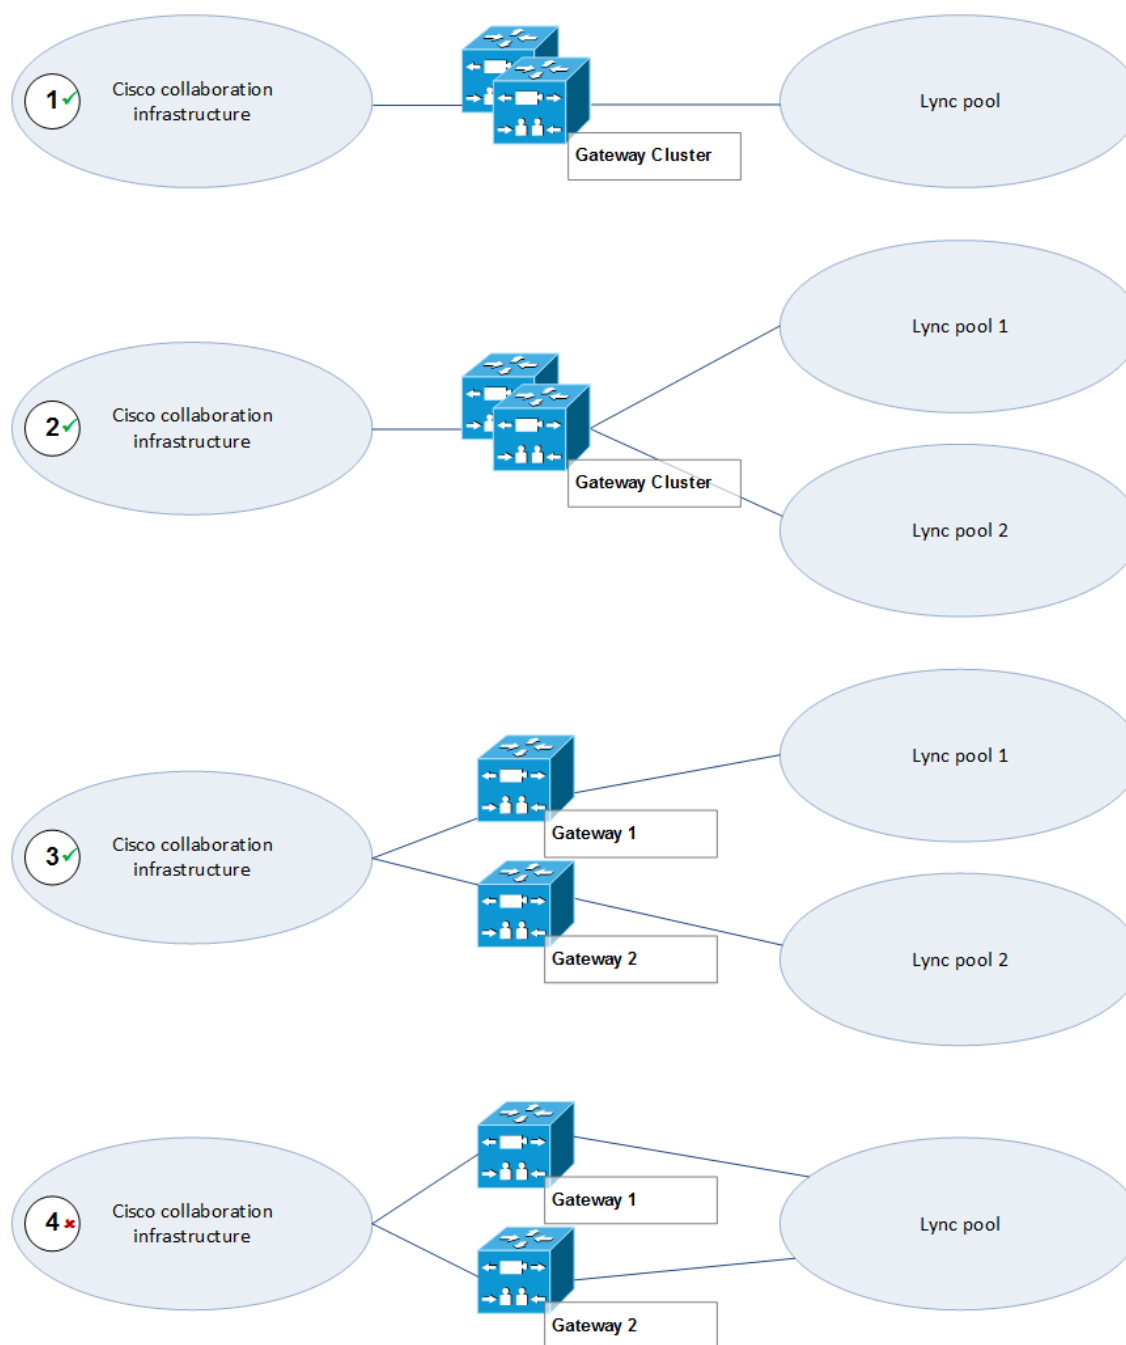 1
Cisco collaboration
infrastructure
Gateway Cluster
Lync pool
2
Cisco collaboration
infrastructure
Gateway Cluster
Lync pool 1
Lync pool 2
3
Cisco collaboration
infrastructure
Gateway 1
Gateway 2
Lync pool 1
Lync pool 2
4
Cisco collaboration
infrastructure
Gateway 1
Gateway 2
Lync pool